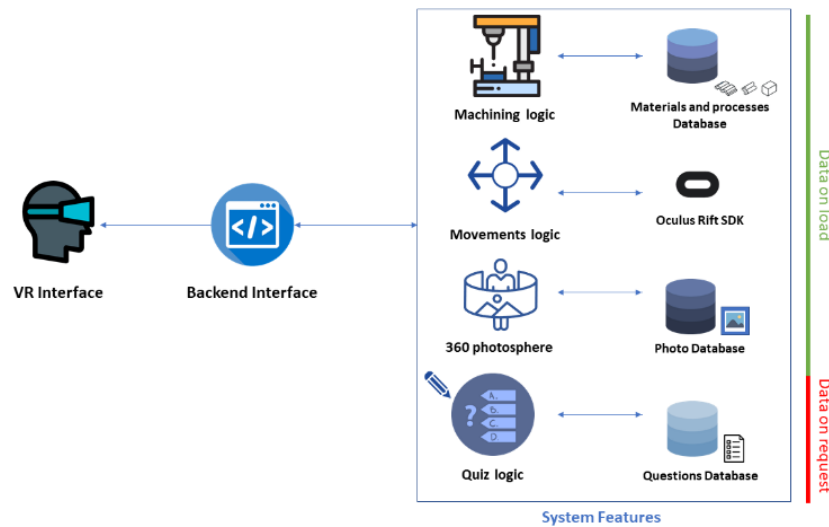 Machining logic
Materials and processes
Database
Movements logic
Oculus Rift SDK
VR Interface
Backend Interface
</>
360 photosphere
Photo Database
?
A.
B.
C.
D
Quiz logic
Questions Database
System Features
Data on load
Data on request